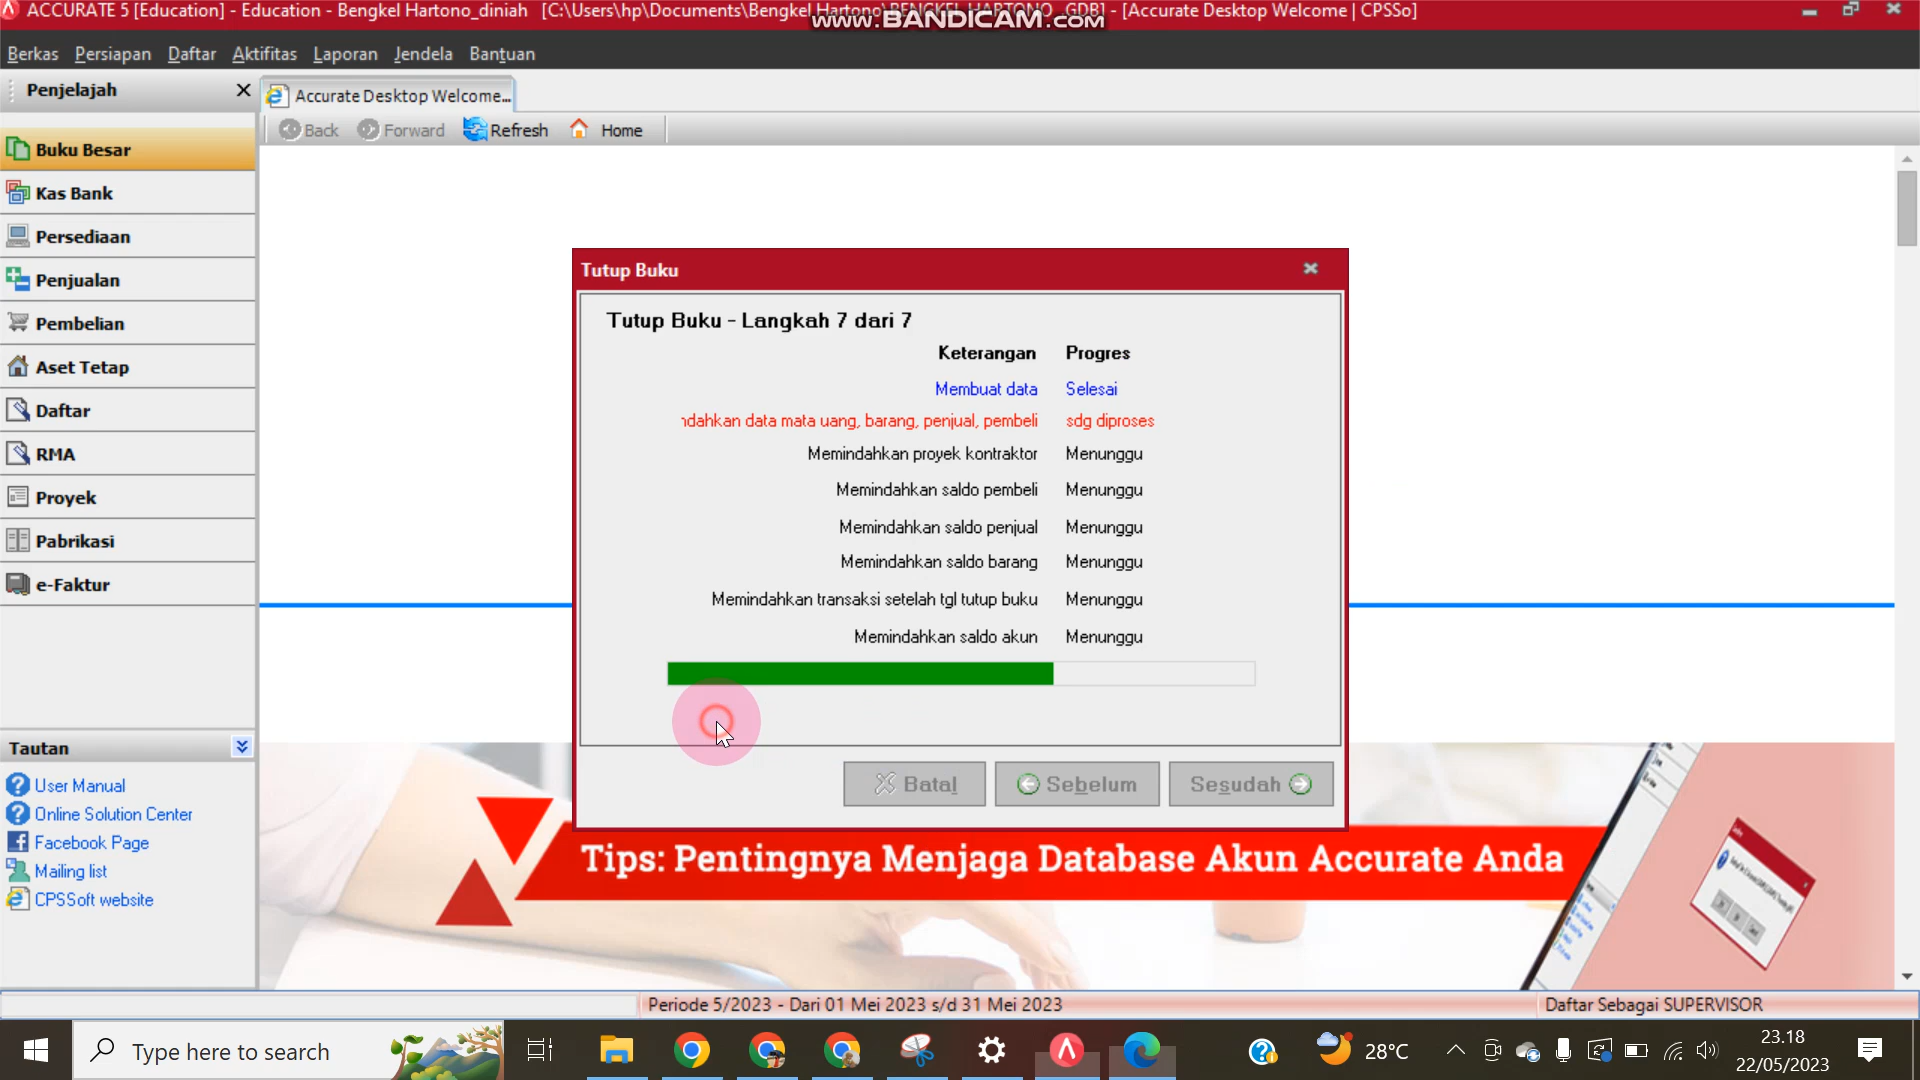 ACCURATE 5 [Education] - Education - Bengkel Hartono_diniah [C:\Users\hp\Documents\Bengkel Hartono\BENGKEL HARTONO .GDB] - [Accurate Desktop Welcome | CPSSo]
www.BANDICAM.com
Berkas Persiapan Daftar Aktifitas Laporan Jendela Bantuan
Penjelajah
Accurate Desktop Welcome...
Back Forward Refresh Home
Buku Besar
Kas Bank
Persediaan
Penjualan
Pembelian
Aset Tetap
Daftar
RMA
Proyek
Pabrikasi
e-Faktur
Tutup Buku
Tutup Buku - Langkah 7 dari 7
Keterangan Progres
Membuat data Selesai
ndahkan data mata uang, barang, penjual, pembeli sdg diproses
Memindahkan proyek kontraktor Menunggu
Memindahkan saldo pembeli Menunggu
Memindahkan saldo penjual Menunggu
Memindahkan saldo barang Menunggu
Memindahkan transaksi setelah tgl tutup buku Menunggu
Memindahkan saldo akun Menunggu
Batal Sebelum Sesudah
Tautan
User Manual
Online Solution Center
Facebook Page
Mailing list
CPSSoft website
Tips: Pentingnya Menjaga Database Akun Accurate Anda
Periode 5/2023 - Dari 01 Mei 2023 s/d 31 Mei 2023
Daftar Sebagai SUPERVISOR
Type here to search
28°C
23.18
22/05/2023